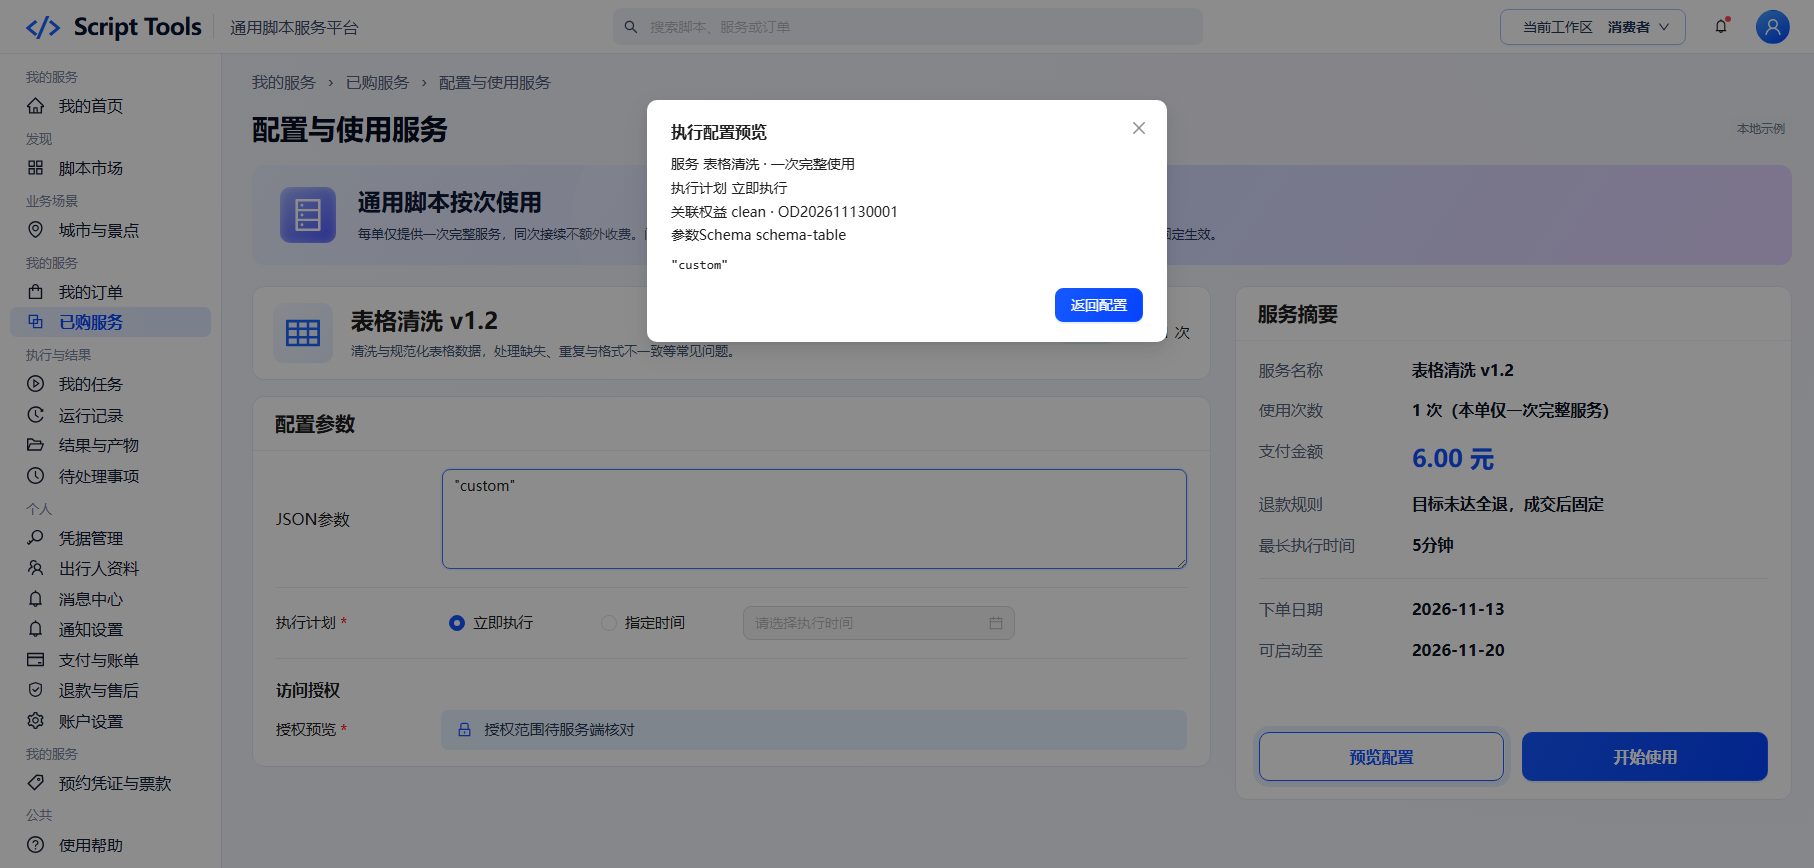 Script Tools
通用脚本服务平台
搜索脚本、服务或订单
当前工作区 消费者
我的服务
我的首页
发现
脚本市场
业务场景
城市与景点
我的服务
我的订单
已购服务
执行与结果
我的任务
运行记录
结果与产物
待处理事项
个人
凭据管理
出行人资料
消息中心
通知设置
支付与账单
退款与售后
账户设置
我的服务
预约凭证与票款
公共
使用帮助
我的服务 › 已购服务 › 配置与使用服务
配置与使用服务
本地示例
通用脚本按次使用
每单仅提供一次完整服务，同次接续不额外收费。
定生效。
执行配置预览
服务 表格清洗 · 一次完整使用
执行计划 立即执行
关联权益 clean · OD202611130001
参数Schema schema-table
"custom"
返回配置
表格清洗 v1.2
清洗与规范化表格数据，处理缺失、重复与格式不一致等常见问题。
次
配置参数
JSON参数
"custom"
执行计划 *
立即执行
指定时间
请选择执行时间
访问授权
授权预览 *
授权范围待服务端核对
服务摘要
服务名称 表格清洗 v1.2
使用次数 1 次（本单仅一次完整服务）
支付金额 6.00 元
退款规则 目标未达全退，成交后固定
最长执行时间 5分钟
下单日期 2026-11-13
可启动至 2026-11-20
预览配置
开始使用